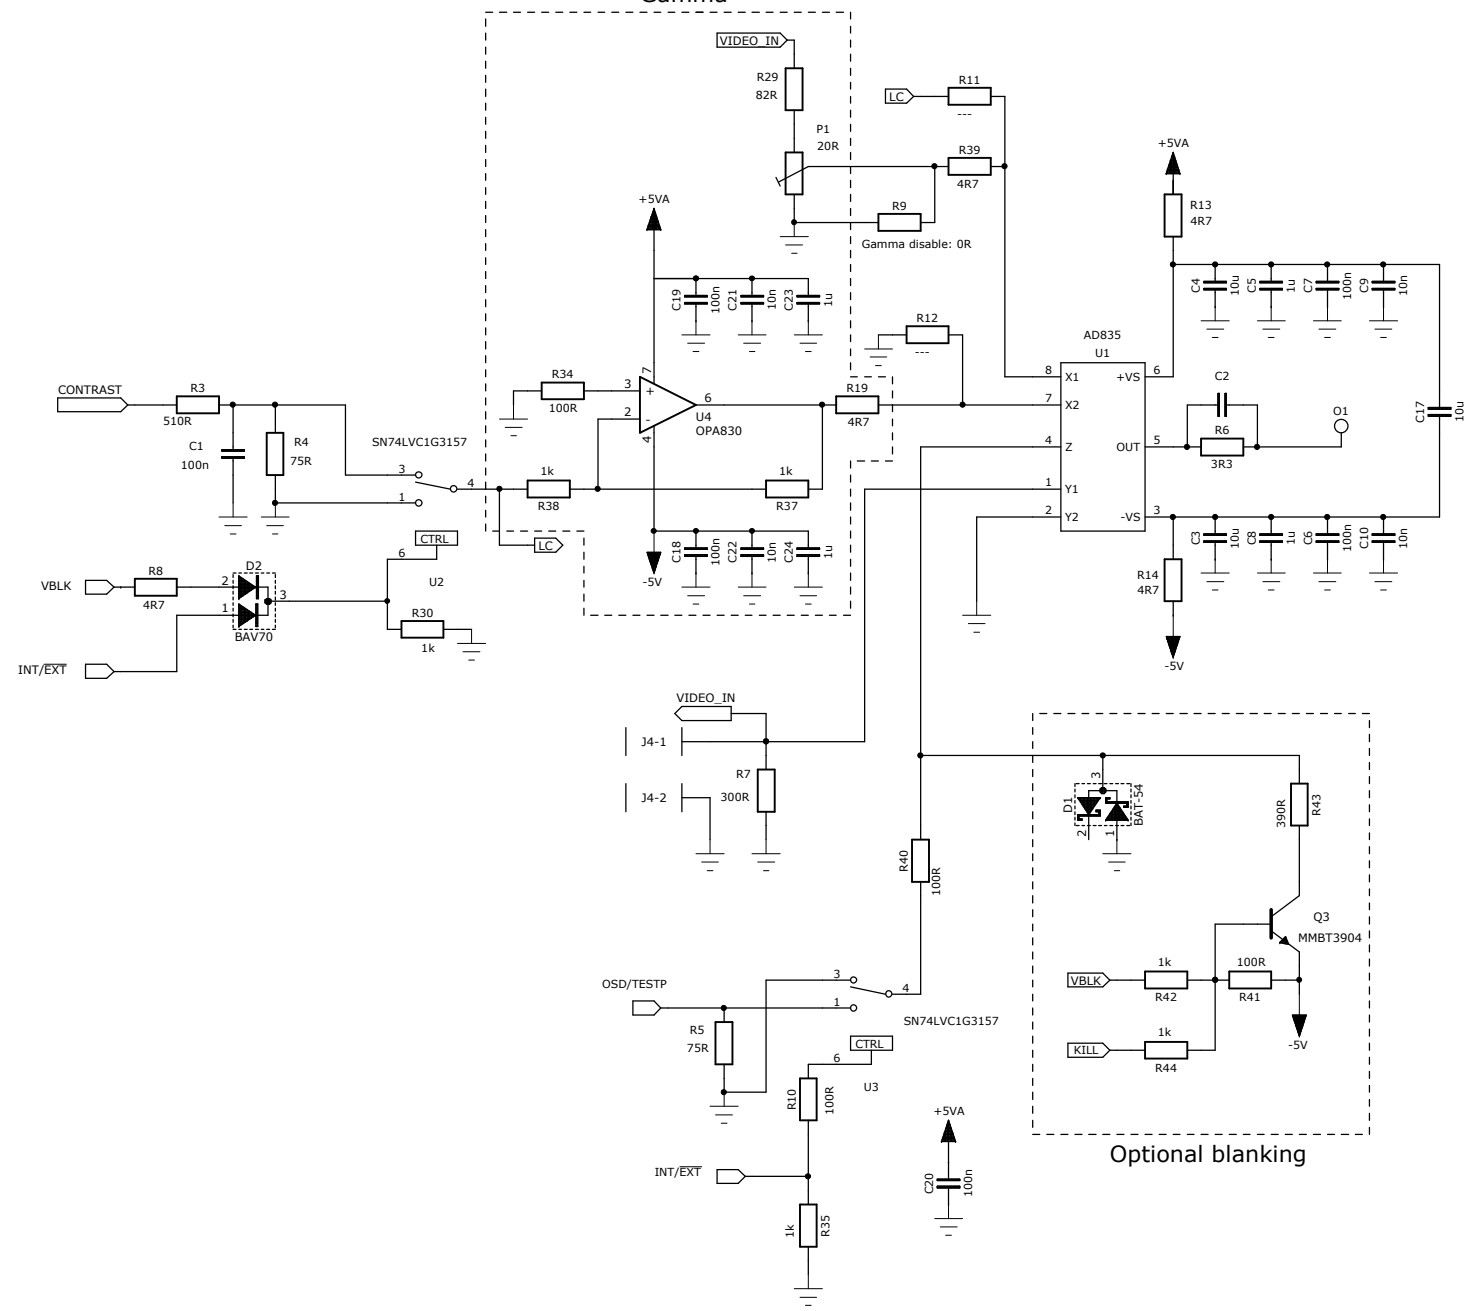 Gamma
VIDEO_IN
R29
82R
P1
20R
LC
R11
---
R39
4R7
R9
Gamma disable: 0R
+5VA
R13
4R7
+5VA
C19
100n
C21
10n
C23
1u
C4
10u
C5
1u
C7
100n
C9
10n
R12
---
AD835
U1
8 X1 +VS 6
7 X2
4 Z OUT 5
1 Y1
2 Y2 -VS 3
C2
R6
3R3
O1
C17
10u
CONTRAST
R3
510R
C1
100n
R4
75R
SN74LVC1G3157
3
1
4
R34
100R
3
2
7
4
6
+
-
U4
OPA830
R19
4R7
1k
R38
1k
R37
LC
C18
100n
C22
10n
C24
1u
-5V
C3
10u
C8
1u
C6
100n
C10
10n
R14
4R7
-5V
CTRL
6
U2
VBLK
R8
4R7
D2
2
1
3
BAV70
R30
1k
INT/EXT
VIDEO_IN
J4-1
J4-2
R7
300R
R40
100R
D1
3
2
1
BAT-54
390R
R43
Q3
MMBT3904
VBLK
1k
R42
100R
R41
KILL
1k
R44
-5V
Optional blanking
OSD/TESTP
3
1
4
SN74LVC1G3157
R5
75R
CTRL
6
U3
R10
100R
INT/EXT
1k
R35
+5VA
C20
100n